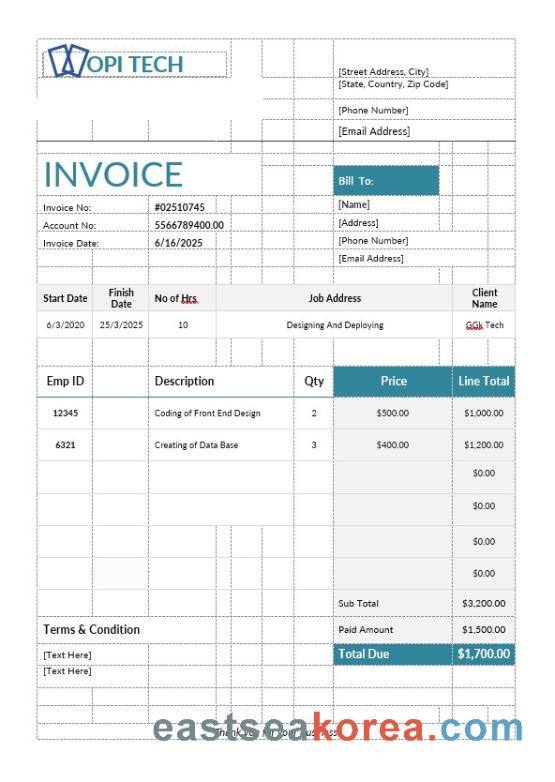 WOPI TECH
[Street Address, City]
[State, Country, Zip Code]
[Phone Number]
[Email Address]
INVOICE
Bill To:
Invoice No: #02510745 [Name]
Account No: 5566789400.00 [Address]
Invoice Date: 6/16/2025 [Phone Number]
[Email Address]
Start Date Finish Date No of Hrs. Job Address Client Name
6/3/2020 25/3/2025 10 Designing And Deploying GGk Tech
Emp ID Description Qty Price Line Total
12345 Coding of Front End Design 2 $500.00 $1,000.00
6321 Creating of Data Base 3 $400.00 $1,200.00
$0.00
$0.00
$0.00
$0.00
Sub Total $3,200.00
Terms & Condition Paid Amount $1,500.00
[Text Here] Total Due $1,700.00
[Text Here]
Thank you for your business
eastseakorea.com